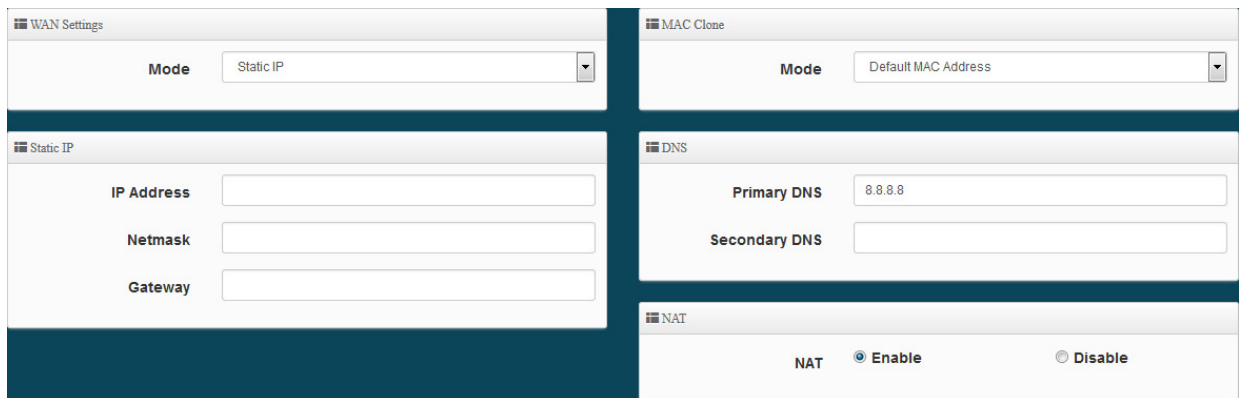 WAN Settings
Mode Static IP
MAC Clone
Mode Default MAC Address
Static IP
IP Address
Netmask
Gateway
DNS
Primary DNS 8.8.8.8
Secondary DNS
NAT
NAT Enable Disable